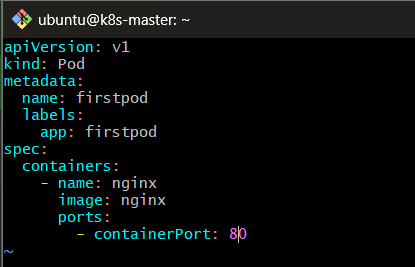 ubuntu@k8s-master: ~
apiVersion: v1
kind: Pod
metadata:
  name: firstpod
  labels:
    app: firstpod
spec:
  containers:
    - name: nginx
      image: nginx
      ports:
        - containerPort: 80
~